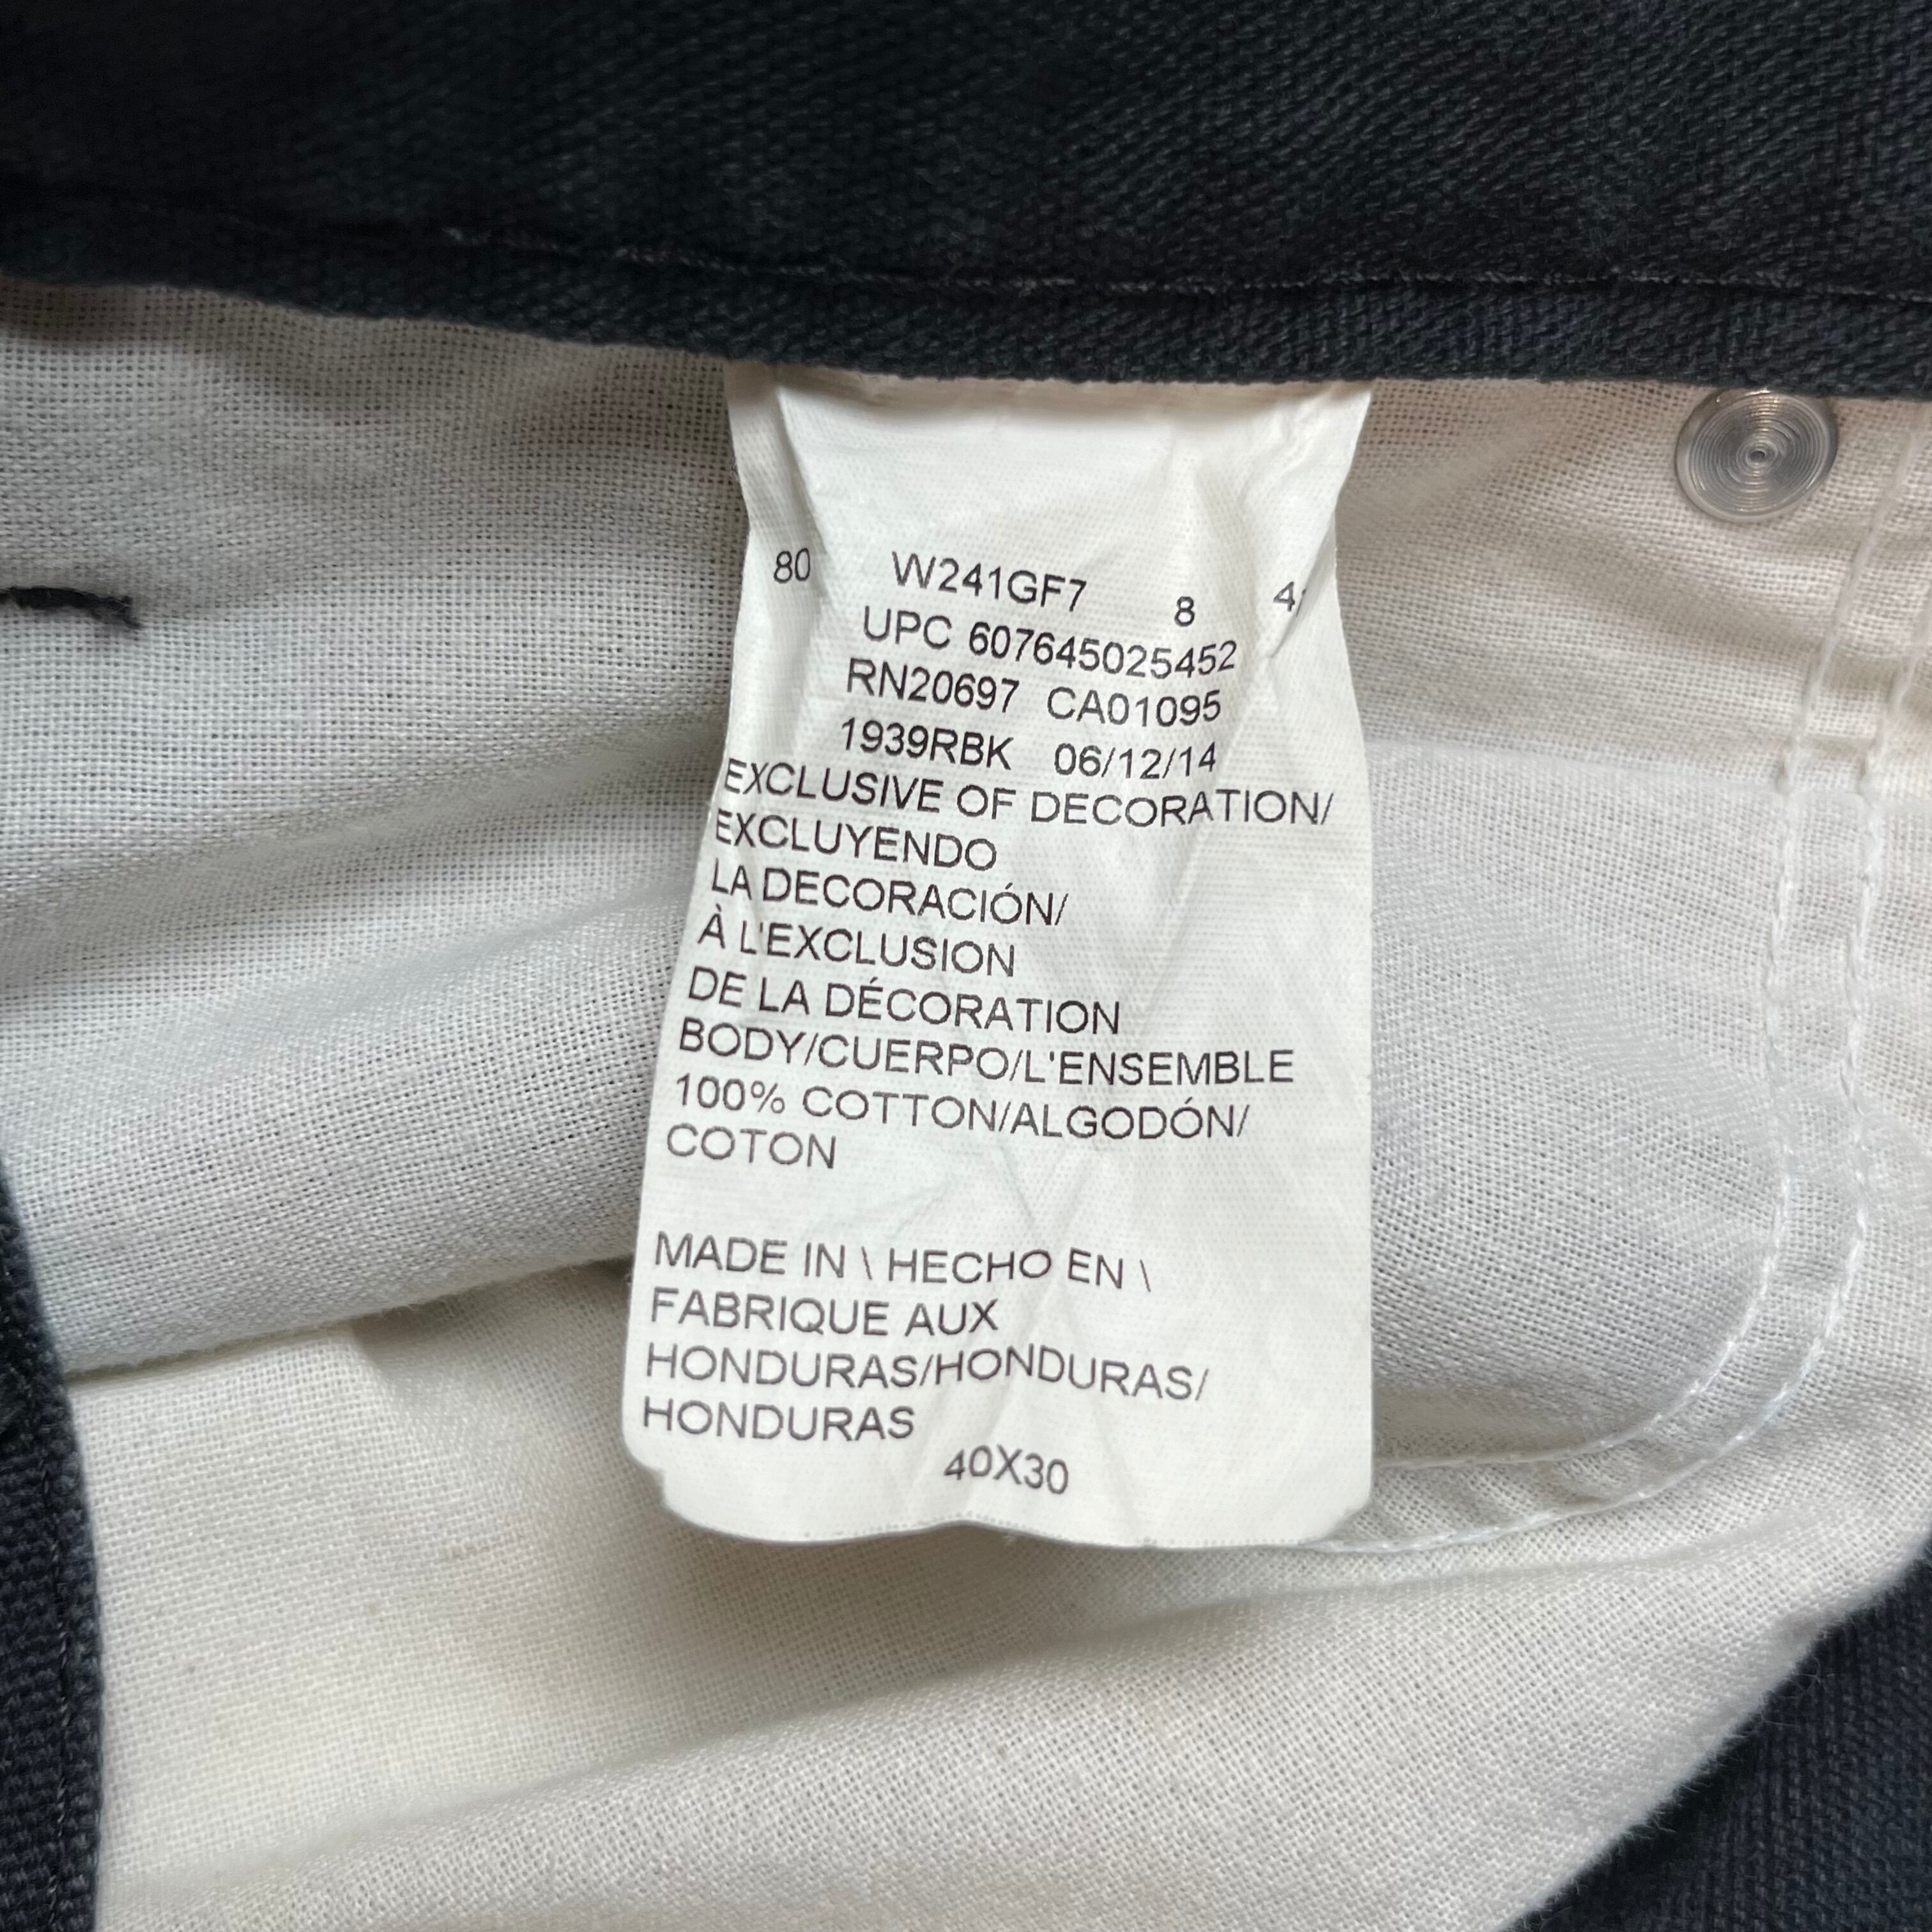 80 W241GF7 8
UPC 607645025452
RN20697 CA01095
1939RBK 06/12/14
EXCLUSIVE OF DECORATION/
EXCLUYENDO
LA DECORACIÓN/
À L'EXCLUSION
DE LA DÉCORATION
BODY/CUERPO/L'ENSEMBLE
100% COTTON/ALGODÓN/
COTON
MADE IN \ HECHO EN \
FABRIQUE AUX
HONDURAS/HONDURAS/
HONDURAS
40X30